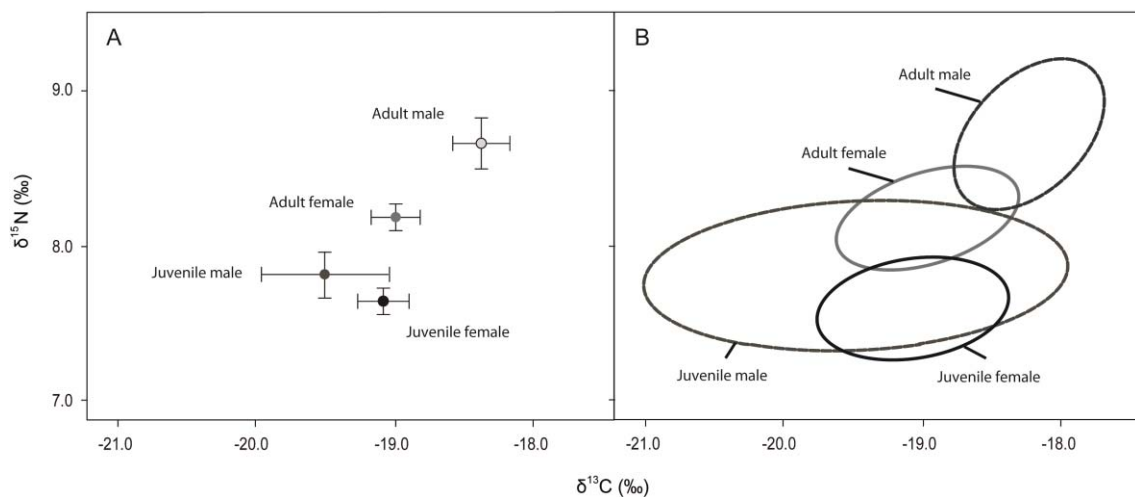 A
B
9.0
8.0
7.0
δ¹⁵N (‰)
Adult male
Adult female
Juvenile male
Juvenile female
Adult male
Adult female
Juvenile male
Juvenile female
-21.0 -20.0 -19.0 -18.0
-21.0 -20.0 -19.0 -18.0
δ¹³C (‰)